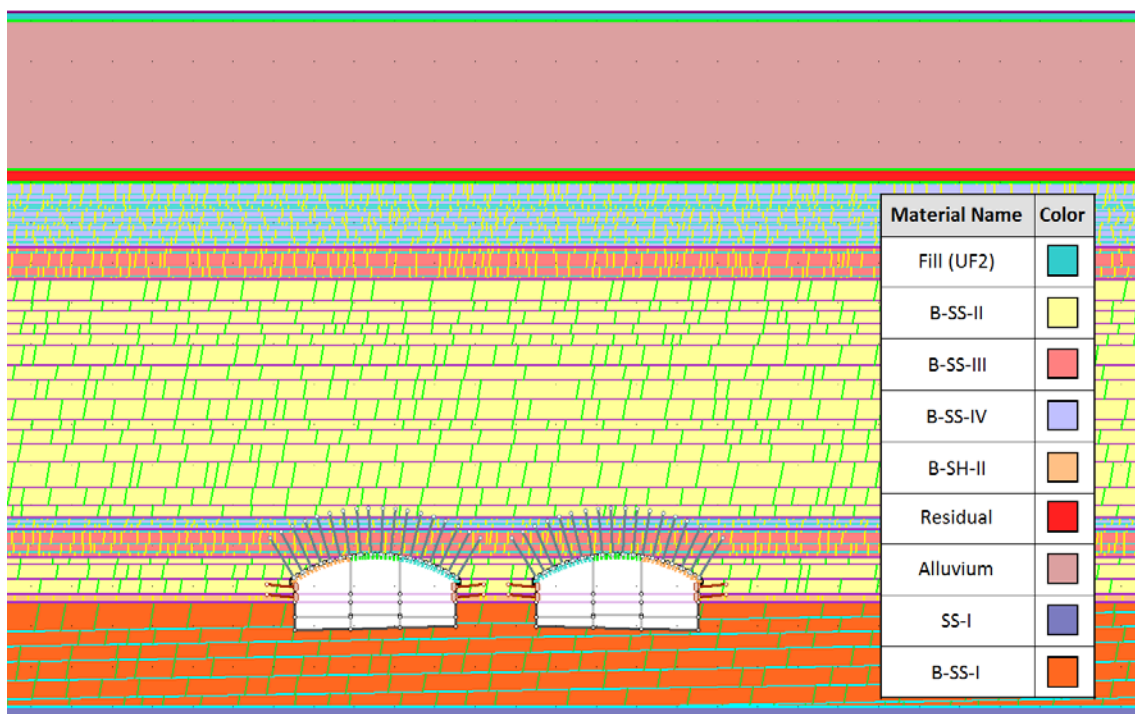 Material Name Color
Fill (UF2)
B-SS-II
B-SS-III
B-SS-IV
B-SH-II
Residual
Alluvium
SS-I
B-SS-I